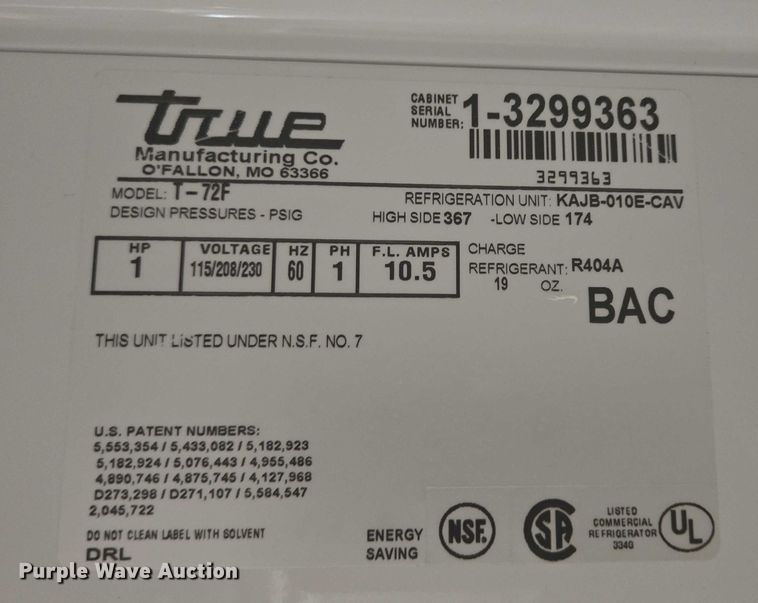 true
Manufacturing Co.
O'FALLON, MO 63366
CABINET SERIAL NUMBER: 1-3299363
3299363
MODEL: T-72F
REFRIGERATION UNIT: KAJB-010E-CAV
DESIGN PRESSURES - PSIG HIGH SIDE 367 -LOW SIDE 174
HP VOLTAGE HZ PH F.L. AMPS
1 115/208/230 60 1 10.5
CHARGE
REFRIGERANT: R404A
19 OZ.
BAC
THIS UNIT LISTED UNDER N.S.F. NO. 7
U.S. PATENT NUMBERS:
5,553,354 / 5,433,082 / 5,182,923
5,182,924 / 5,076,443 / 4,955,486
4,890,746 / 4,875,745 / 4,127,968
D273,298 / D271,107 / 5,584,547
2,045,722
DO NOT CLEAN LABEL WITH SOLVENT
DRL
ENERGY
SAVING
NSF.
SA
LISTED
COMMERCIAL
REFRIGERATOR
334G
UL
Purple Wave Auction